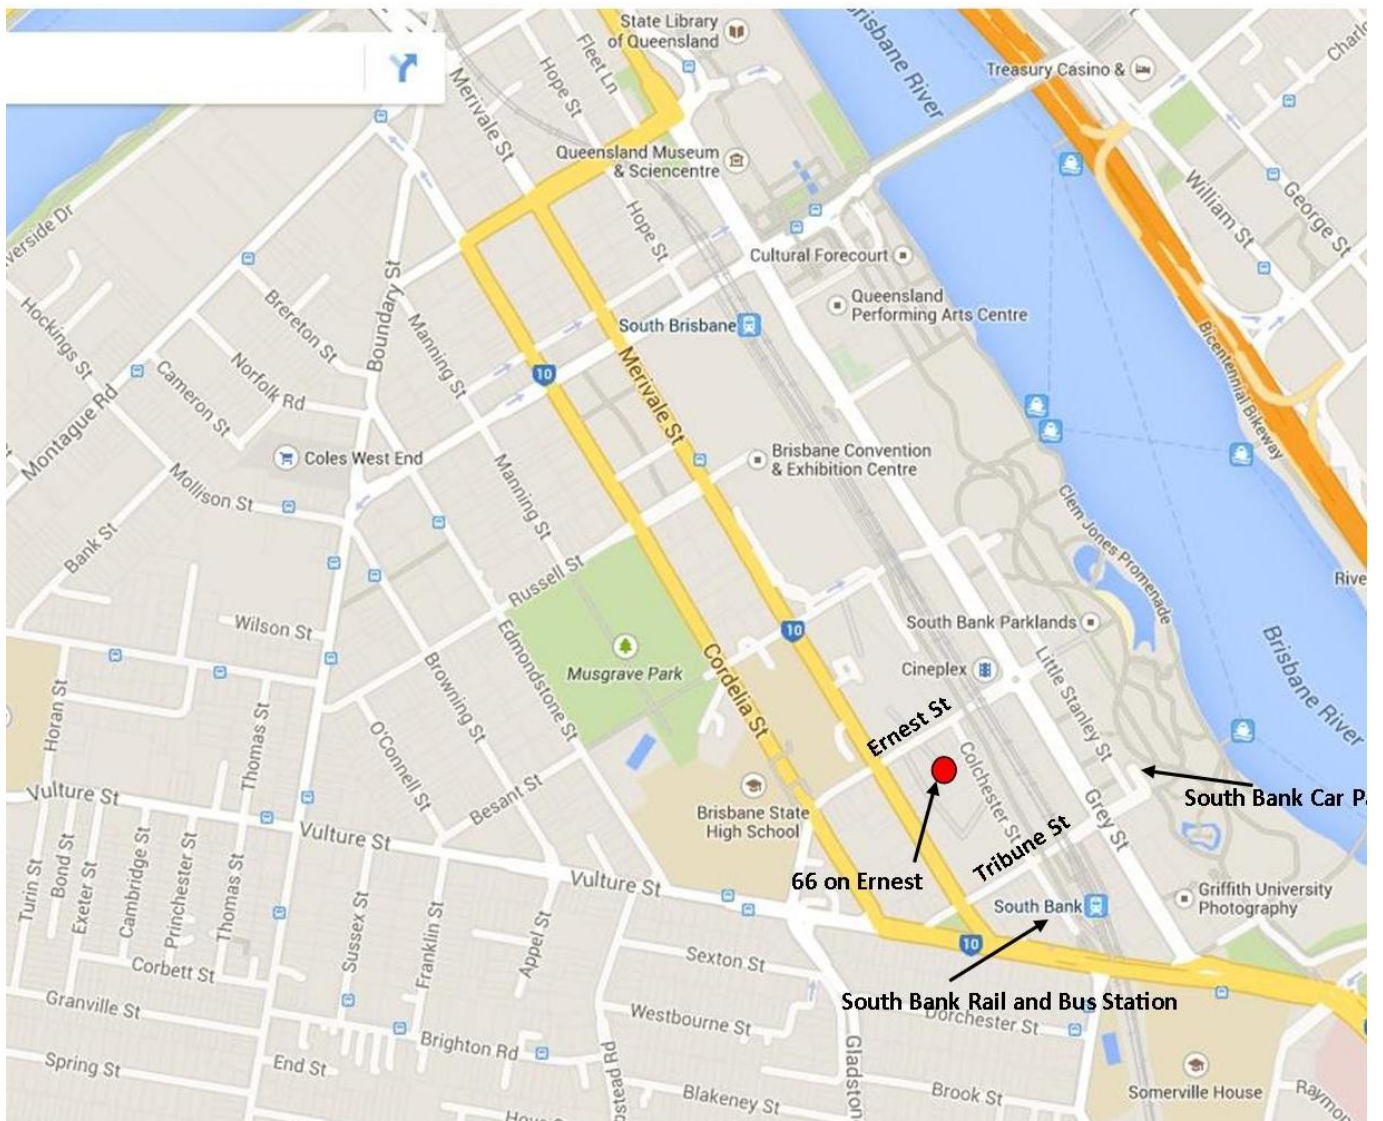 State Library
of Queensland
Brisbane River
Treasury Casino &
Fleet Ln
Hope St
Merivale St
Queensland Museum
& Sciencentre
William St
George St
Hope St
Cultural Forecourt
Queensland
Performing Arts Centre
South Brisbane
Hockings St
Brereton St
Boundary St
Manning St
10
Merivale St
Bicentennial Bikeway
Norfolk Rd
Cameron St
Montague Rd
Coles West End
Brisbane Convention
& Exhibition Centre
Mollison St
Manning St
Bank St
Clem Jones Promenade
Russell St
Wilson St
Edmondstone St
Musgrave Park
10
South Bank Parklands
Brisbane River
Cordelia St
Cineplex
Little Stanley St
Browning St
Horan St
Thomas St
O'Connell St
Ernest St
Colchester St
South Bank Car P
Grey St
Vulture St
Besant St
Brisbane State
High School
Vulture St
Tribune St
66 on Ernest
Vulture St
South Bank
Griffith University
Photography
Turin St
Bond St
Exeter St
Cambridge St
Princhester St
Thomas St
Sussex St
Franklin St
Appel St
10
Sexton St
Corbett St
South Bank Rail and Bus Station
Granville St
Westbourne St
Dorchester St
Brighton Rd
Spring St
End St
Blakeney St
Brook St
Somerville House